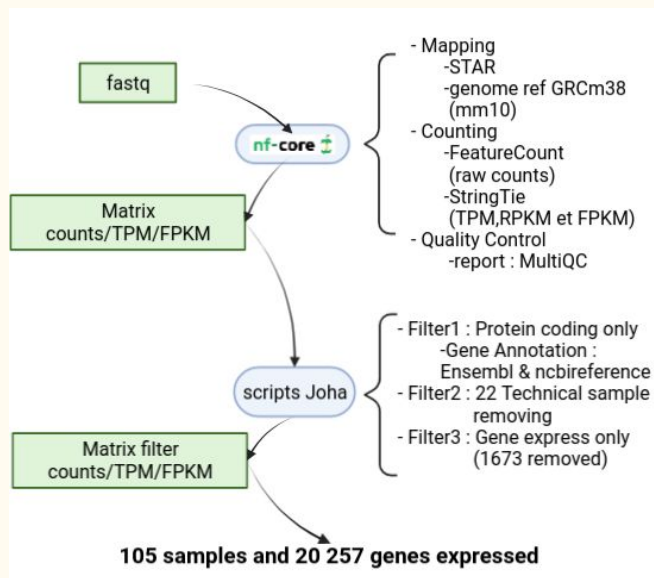 fastq
nf-core
- Mapping
-STAR
-genome ref GRCm38
(mm10)
- Counting
-FeatureCount
(raw counts)
-StringTie
(TPM,RPKM et FPKM)
- Quality Control
-report : MultiQC
Matrix
counts/TPM/FPKM
scripts Joha
- Filter1 : Protein coding only
-Gene Annotation :
Ensembl & ncbireference
- Filter2 : 22 Technical sample
removing
- Filter3 : Gene express only
(1673 removed)
Matrix filter
counts/TPM/FPKM
105 samples and 20 257 genes expressed